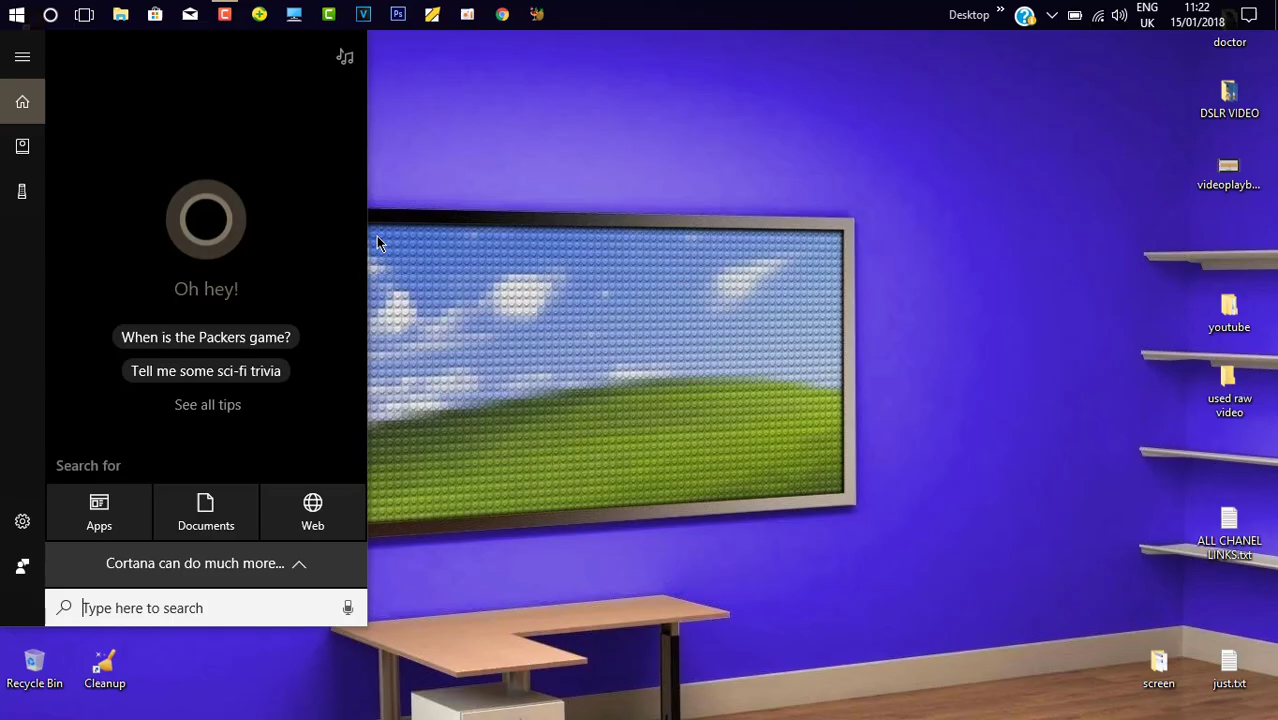 Desktop
»
ENG
UK
11:22
15/01/2018
doctor
DSLR VIDEO
videoplayb...
youtube
used raw
video
ALL CHANEL
LINKS.txt
screen
just.txt
Oh hey!
When is the Packers game?
Tell me some sci-fi trivia
See all tips
Search for
Apps
Documents
Web
Cortana can do much more...
Type here to search
Recycle Bin
Cleanup
V
Ps
C
C